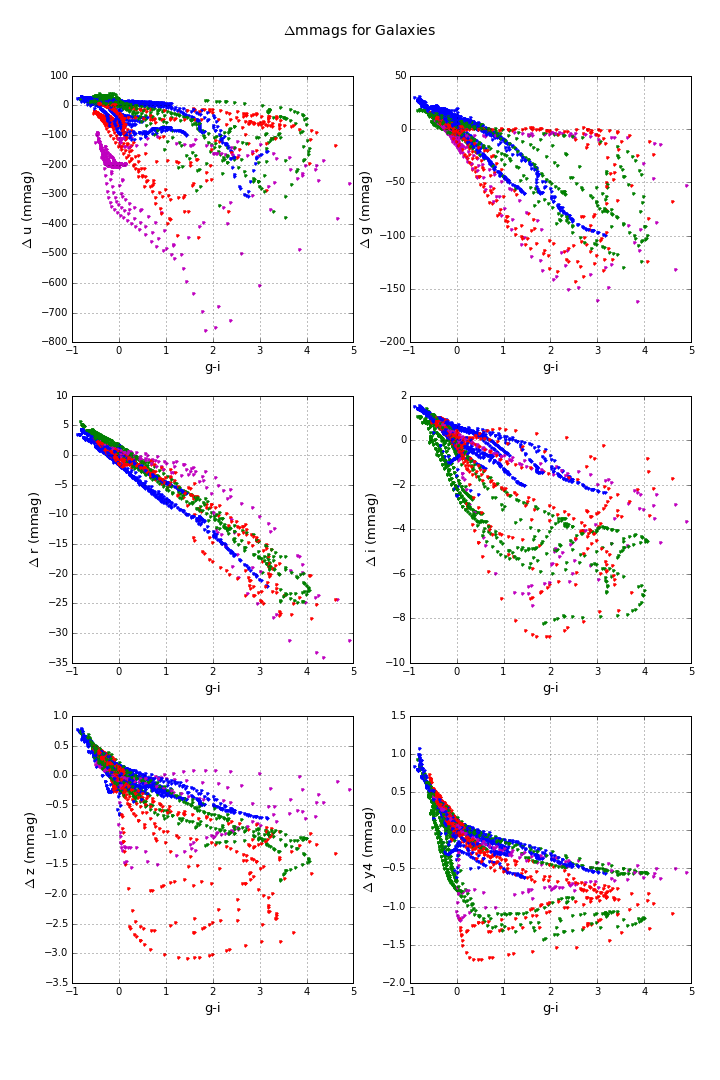 Δmmags for Galaxies
100
0
−100
−200
−300
−400
−500
−600
−700
−800
Δ u (mmag)
−1 0 1 2 3 4 5
g-i
50
0
−50
−100
−150
−200
Δ g (mmag)
−1 0 1 2 3 4 5
g-i
10
5
0
−5
−10
−15
−20
−25
−30
−35
Δ r (mmag)
−1 0 1 2 3 4 5
g-i
2
0
−2
−4
−6
−8
−10
Δ i (mmag)
−1 0 1 2 3 4 5
g-i
1.0
0.5
0.0
−0.5
−1.0
−1.5
−2.0
−2.5
−3.0
−3.5
Δ z (mmag)
−1 0 1 2 3 4 5
g-i
1.5
1.0
0.5
0.0
−0.5
−1.0
−1.5
−2.0
Δ y4 (mmag)
−1 0 1 2 3 4 5
g-i